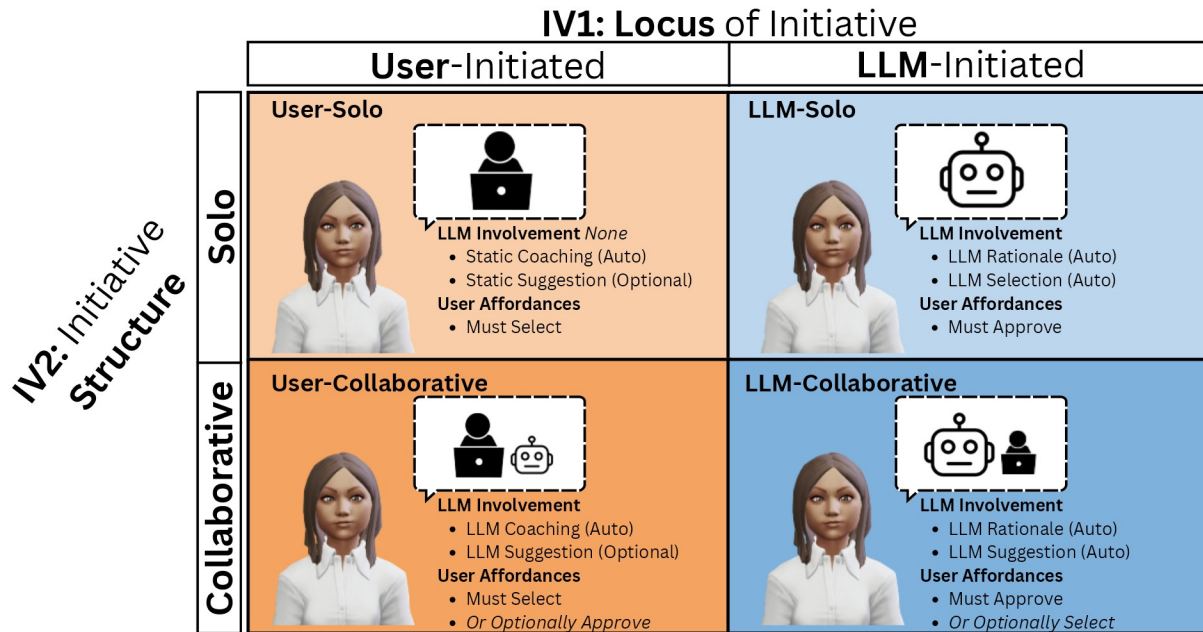 IV1: Locus of Initiative
User-Initiated
LLM-Initiated
IV2: Initiative
Structure
Solo
User-Solo
LLM Involvement None
• Static Coaching (Auto)
• Static Suggestion (Optional)
User Affordances
• Must Select
LLM-Solo
LLM Involvement
• LLM Rationale (Auto)
• LLM Selection (Auto)
User Affordances
• Must Approve
Collaborative
User-Collaborative
LLM Involvement
• LLM Coaching (Auto)
• LLM Suggestion (Optional)
User Affordances
• Must Select
• Or Optionally Approve
LLM-Collaborative
LLM Involvement
• LLM Rationale (Auto)
• LLM Suggestion (Auto)
User Affordances
• Must Approve
• Or Optionally Select